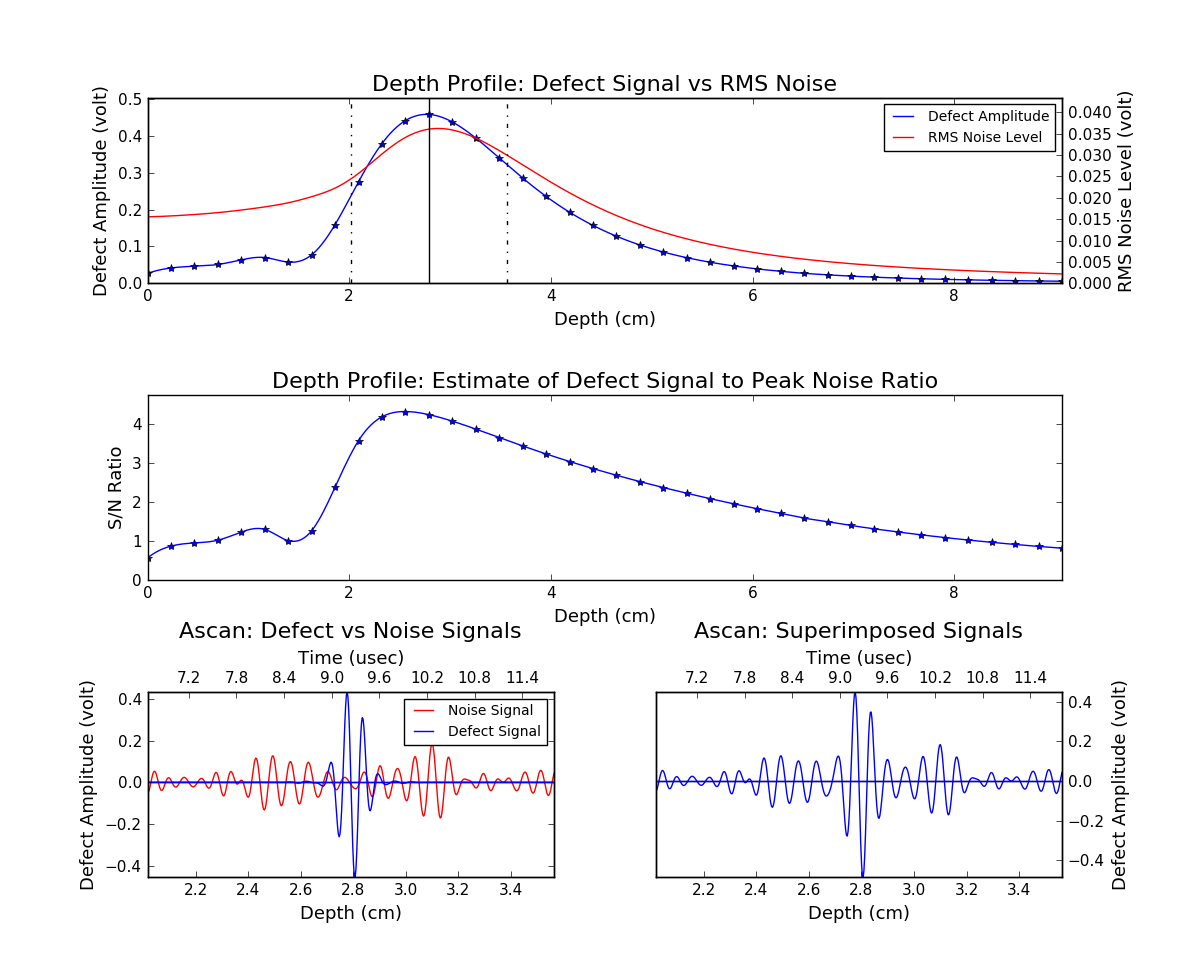 Depth Profile: Defect Signal vs RMS Noise
Defect Amplitude (volt)
0.5
0.4
0.3
0.2
0.1
0.0
Defect Amplitude
RMS Noise Level
0.040
0.035
0.030
0.025
0.020
0.015
0.010
0.005
0.000
RMS Noise Level (volt)
0 2 4 6 8
Depth (cm)
Depth Profile: Estimate of Defect Signal to Peak Noise Ratio
S/N Ratio
4
3
2
1
0
0 2 4 6 8
Depth (cm)
Ascan: Defect vs Noise Signals
Time (usec)
7.2 7.8 8.4 9.0 9.6 10.2 10.8 11.4
Defect Amplitude (volt)
0.4
0.2
0.0
−0.2
−0.4
Noise Signal
Defect Signal
2.2 2.4 2.6 2.8 3.0 3.2 3.4
Depth (cm)
Ascan: Superimposed Signals
Time (usec)
7.2 7.8 8.4 9.0 9.6 10.2 10.8 11.4
0.4
0.2
0.0
−0.2
−0.4
Defect Amplitude (volt)
2.2 2.4 2.6 2.8 3.0 3.2 3.4
Depth (cm)